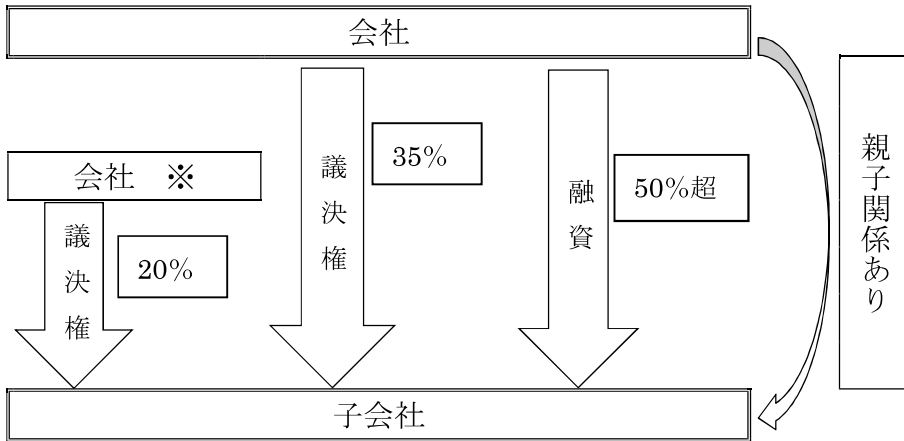 会社
会社 ※
議決権
20%
議決権
35%
融資
50%超
親子関係あり
子会社